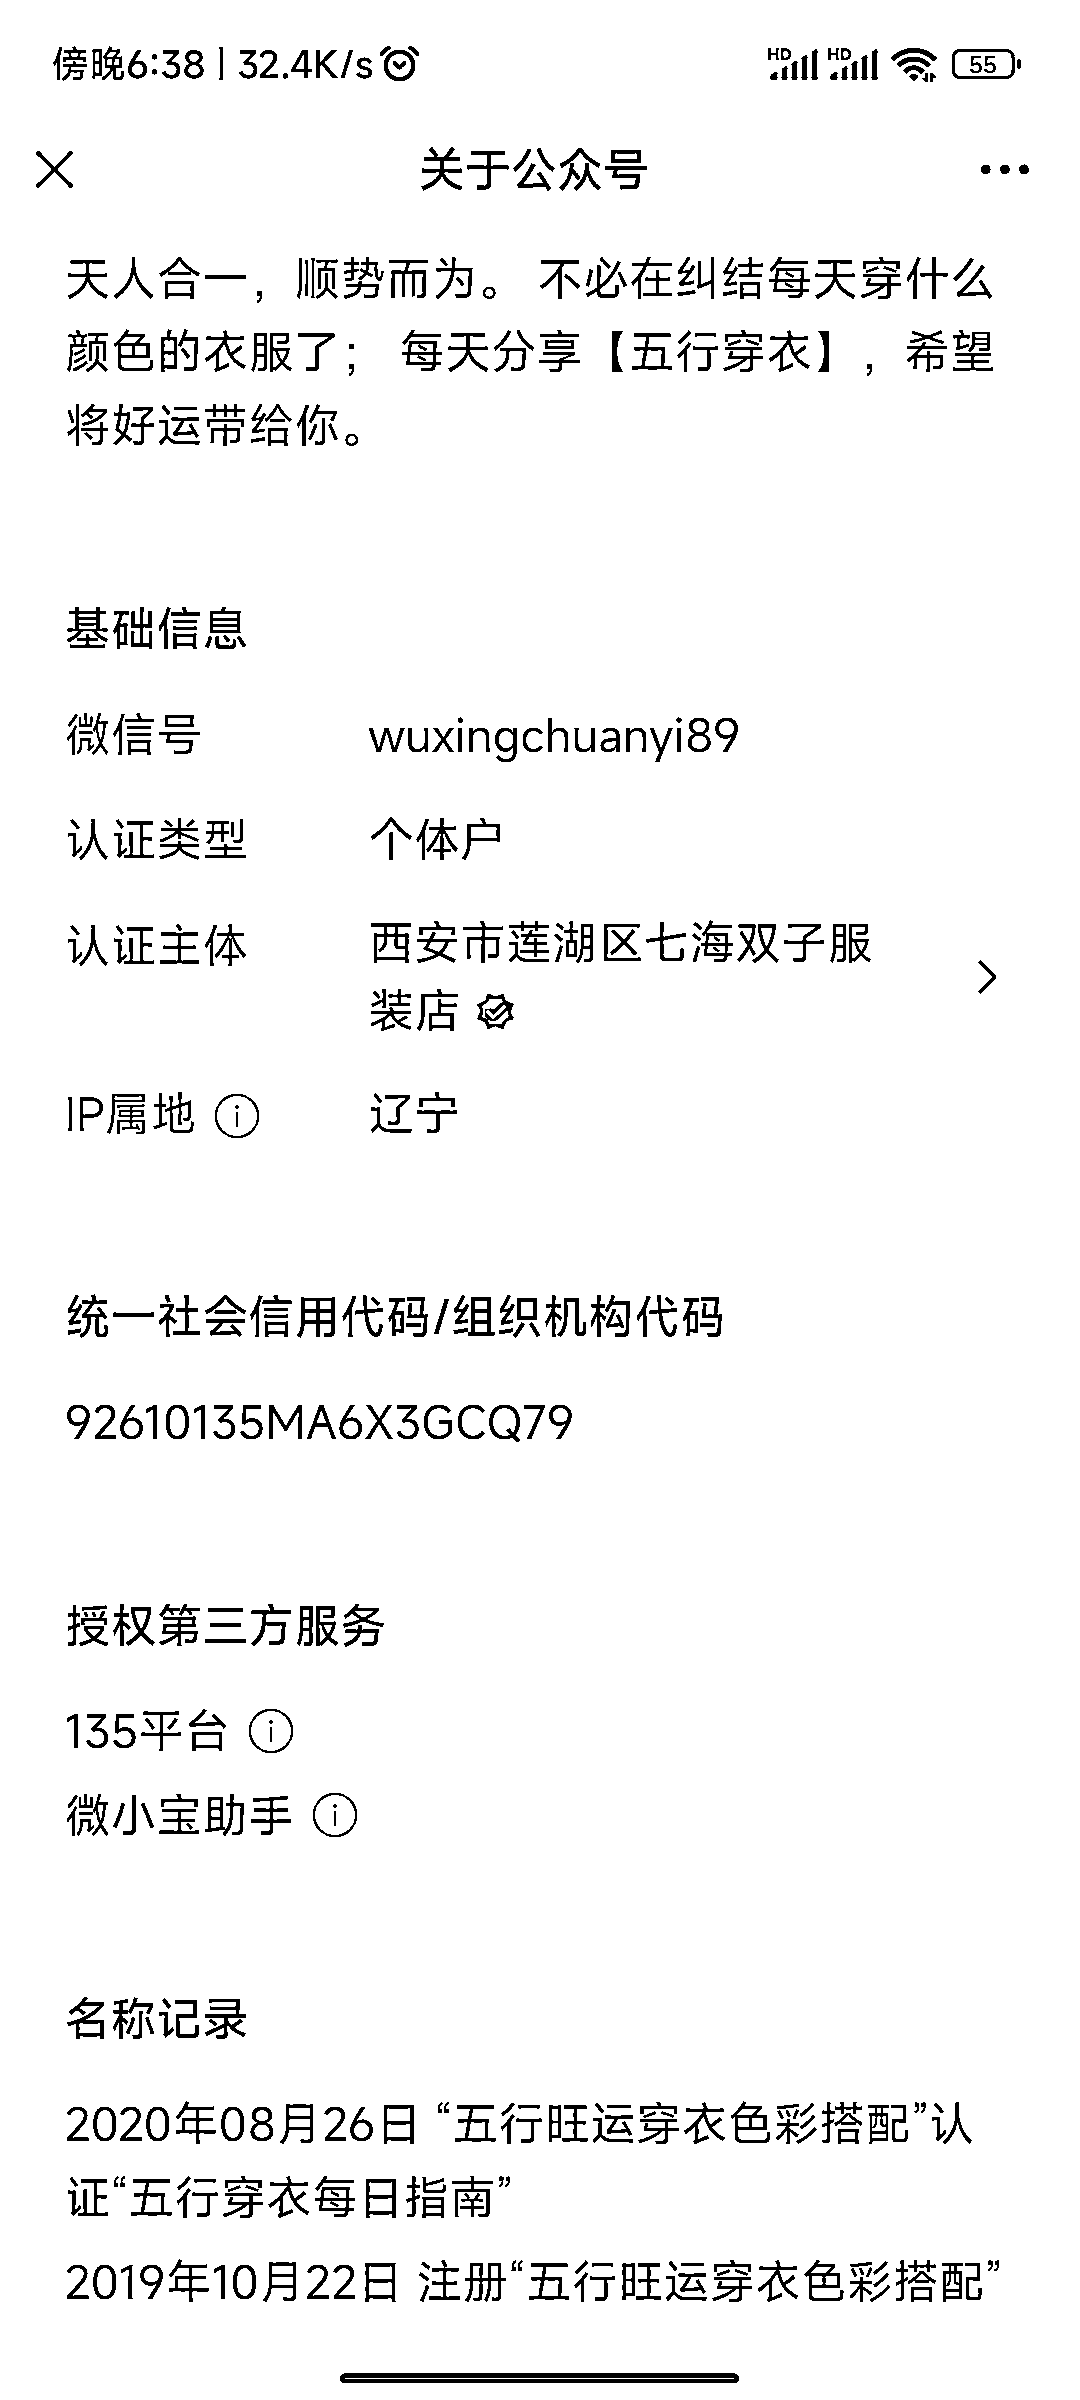 傍晚6:38 | 32.4K/s
HD HD 55
关于公众号
天人合一，顺势而为。 不必在纠结每天穿什么
颜色的衣服了； 每天分享【五行穿衣】，希望
将好运带给你。
基础信息
微信号 wuxingchuanyi89
认证类型 个体户
认证主体 西安市莲湖区七海双子服
装店
IP属地 辽宁
统一社会信用代码/组织机构代码
92610135MA6X3GCQ79
授权第三方服务
135平台
微小宝助手
名称记录
2020年08月26日 “五行旺运穿衣色彩搭配”认
证“五行穿衣每日指南”
2019年10月22日 注册“五行旺运穿衣色彩搭配”